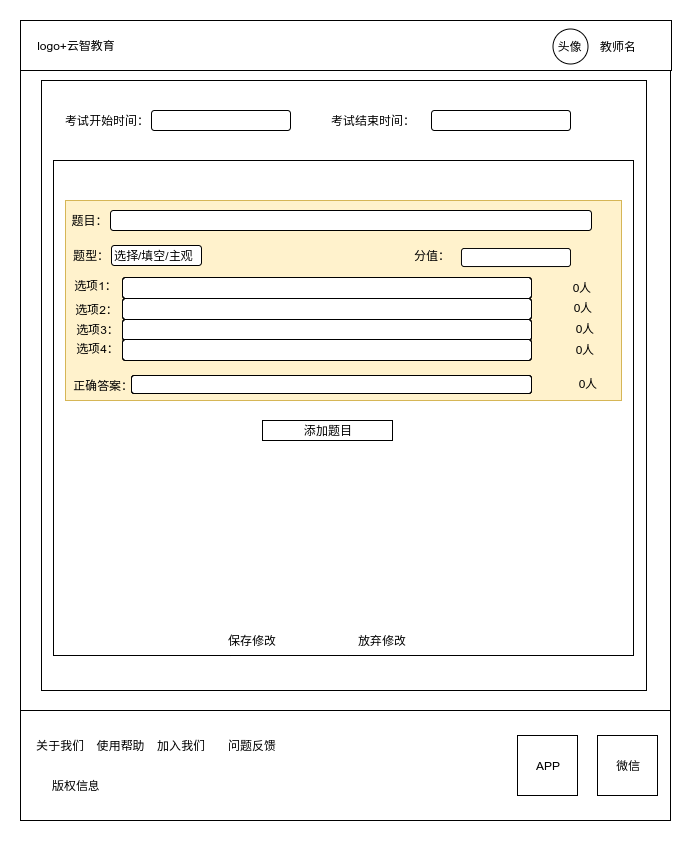 logo+云智教育 头像 教师名
考试开始时间： 考试结束时间：
题目：
题型： 选择/填空/主观 分值：
选项1： 0人
选项2： 0人
选项3： 0人
选项4： 0人
正确答案： 0人
添加题目
保存修改 放弃修改
关于我们 使用帮助 加入我们 问题反馈
APP 微信
版权信息